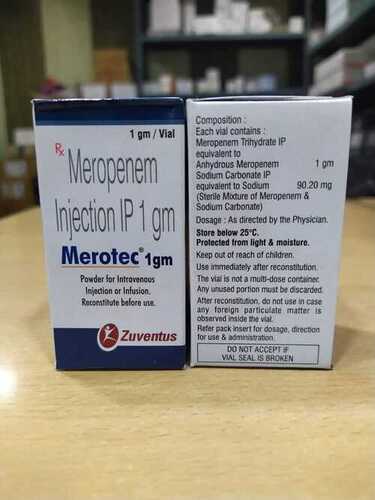 1 gm / Vial
Rx
Meropenem
Injection IP 1 gm
Merotec® 1gm
Powder for Intravenous
Injection or Infusion.
Reconstitute before use.
Zuventus
Composition :
Each vial contains :
Meropenem Trihydrate IP
equivalent to
Anhydrous Meropenem 1 gm
Sodium Carbonate IP
equivalent to Sodium 90.20 mg
(Sterile Mixture of Meropenem &
Sodium Carbonate)
Dosage : As directed by the Physician.
Store below 25°C.
Protected from light & moisture.
Keep out of reach of children.
Use immediately after reconstitution.
The vial is not a multi-dose container.
Any unused portion must be discarded.
After reconstitution, do not use in case
any foreign particulate matter is
observed inside the vial.
Refer pack insert for dosage, direction
for use & administration.
DO NOT ACCEPT IF
VIAL SEAL IS BROKEN